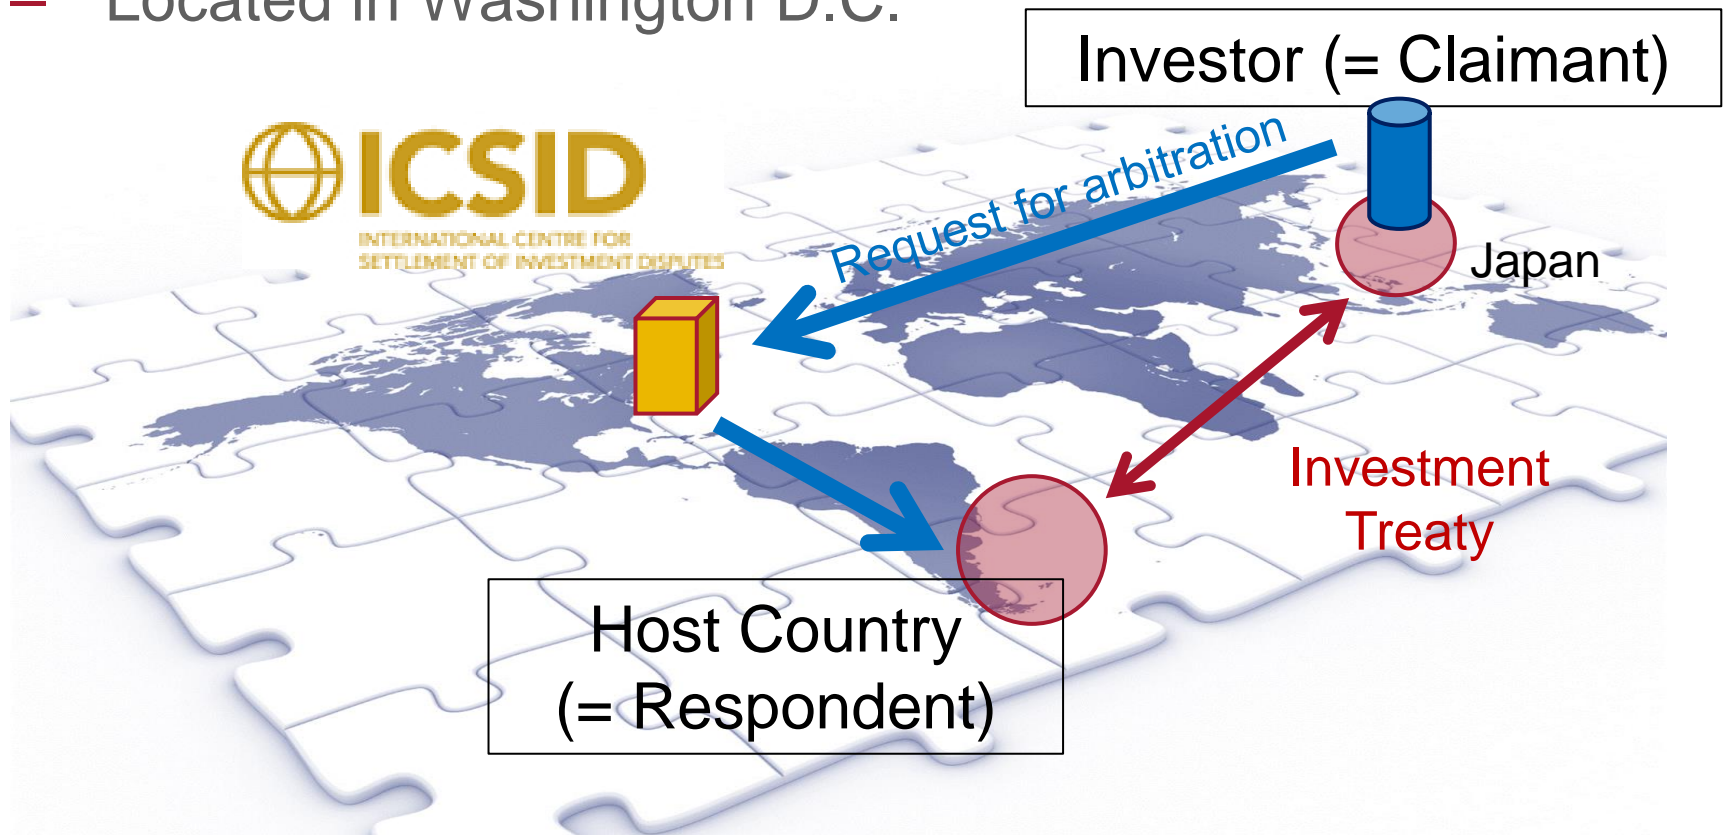 – Located in Washington D.C.
Investor (= Claimant)
ICSID
INTERNATIONAL CENTRE FOR
SETTLEMENT OF INVESTMENT DISPUTES
Request for arbitration
Japan
Investment
Treaty
Host Country
(= Respondent)